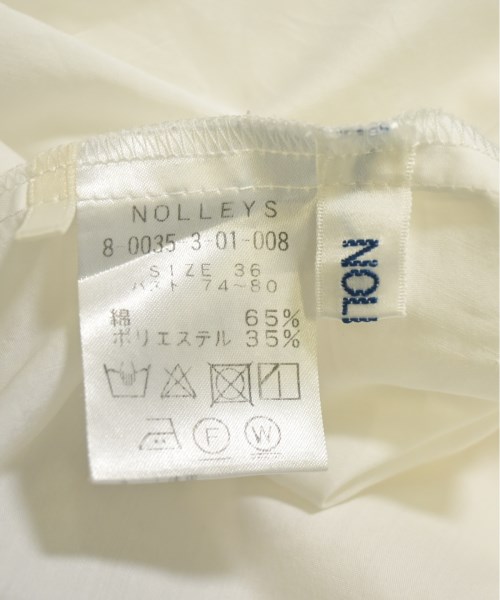 NOLLEYS
8-0035-3-01-008
SIZE 36
バスト 74~80
綿 65%
ポリエステル 35%
F W
NOLL